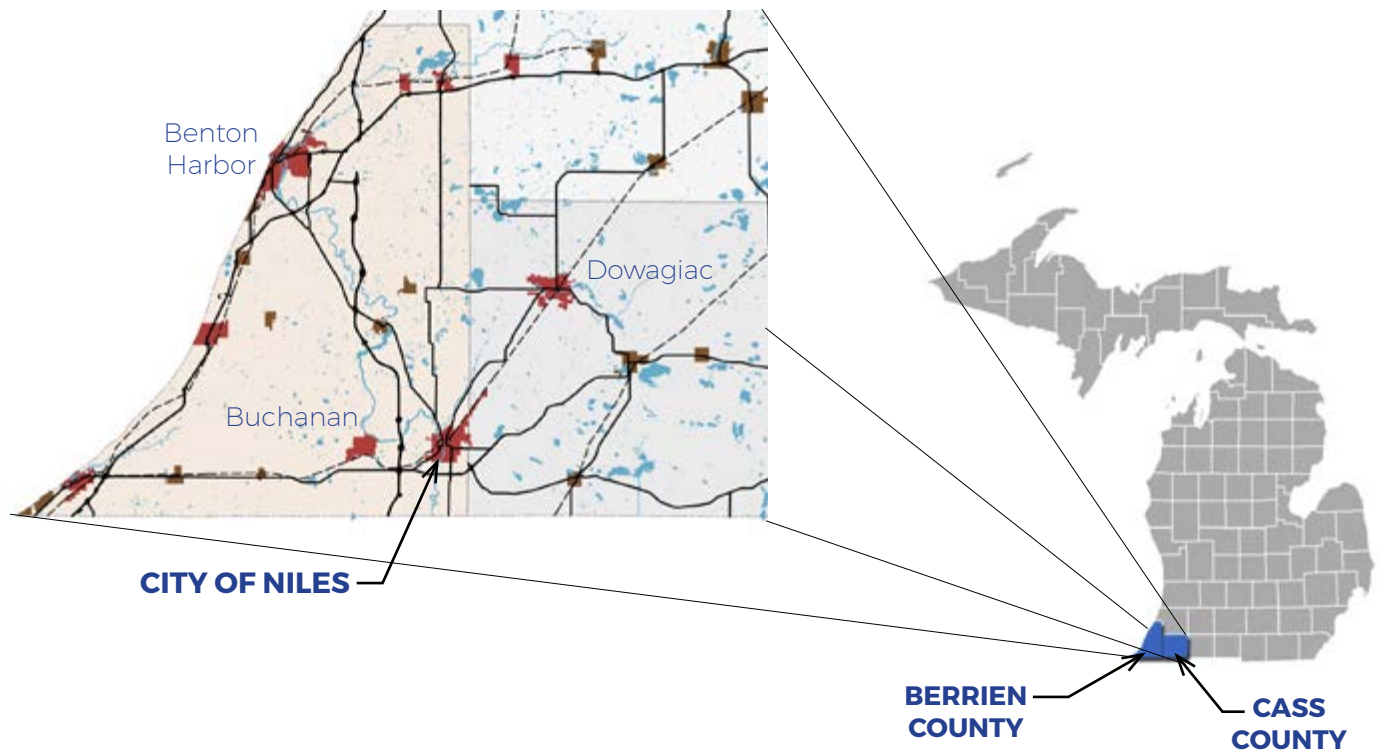 Benton
Harbor
Dowagiac
Buchanan
CITY OF NILES
BERRIEN
COUNTY
CASS
COUNTY